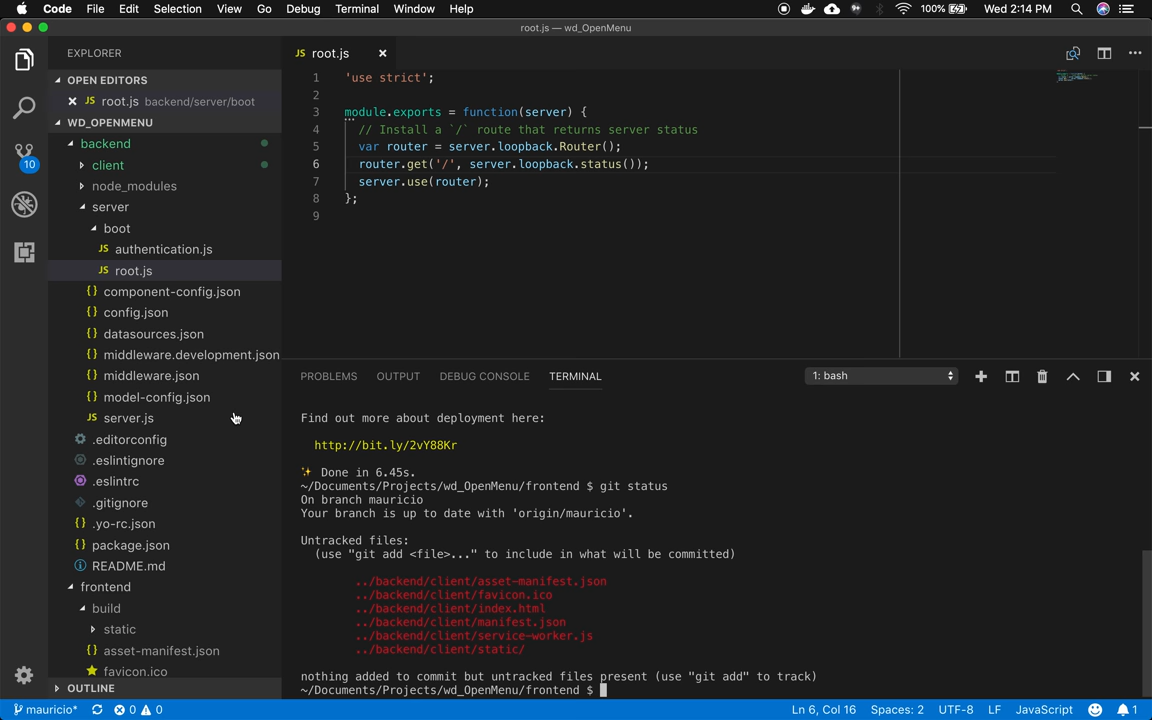 Code File Edit Selection View Go Debug Terminal Window Help 100% Wed 2:14 PM
root.js — wd_OpenMenu
EXPLORER
OPEN EDITORS
JS root.js backend/server/boot
WD_OPENMENU
backend
client
node_modules
server
boot
JS authentication.js
JS root.js
{} component-config.json
{} config.json
{} datasources.json
{} middleware.development.json
{} middleware.json
{} model-config.json
JS server.js
.editorconfig
.eslintignore
.eslintrc
.gitignore
{} .yo-rc.json
{} package.json
README.md
frontend
build
static
{} asset-manifest.json
favicon.ico
OUTLINE
10
JS root.js
1 'use strict';
2
3 module.exports = function(server) {
4 // Install a `/` route that returns server status
5 var router = server.loopback.Router();
6 router.get('/', server.loopback.status());
7 server.use(router);
8 };
9
PROBLEMS OUTPUT DEBUG CONSOLE TERMINAL 1: bash
Find out more about deployment here:
http://bit.ly/2vY88Kr
✨ Done in 6.45s.
~/Documents/Projects/wd_OpenMenu/frontend $ git status
On branch mauricio
Your branch is up to date with 'origin/mauricio'.
Untracked files:
(use "git add <file>..." to include in what will be committed)
../backend/client/asset-manifest.json
../backend/client/favicon.ico
../backend/client/index.html
../backend/client/manifest.json
../backend/client/service-worker.js
../backend/client/static/
nothing added to commit but untracked files present (use "git add" to track)
~/Documents/Projects/wd_OpenMenu/frontend $
mauricio* 0 0 Ln 6, Col 16 Spaces: 2 UTF-8 LF JavaScript 1